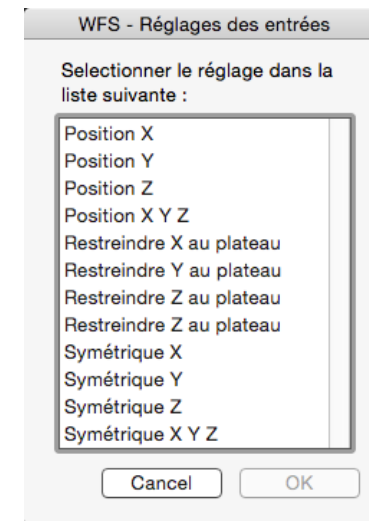 WFS - Réglages des entrées
Selectionner le réglage dans la
liste suivante :
Position X
Position Y
Position Z
Position X Y Z
Restreindre X au plateau
Restreindre Y au plateau
Restreindre Z au plateau
Restreindre Z au plateau
Symétrique X
Symétrique Y
Symétrique Z
Symétrique X Y Z
Cancel
OK